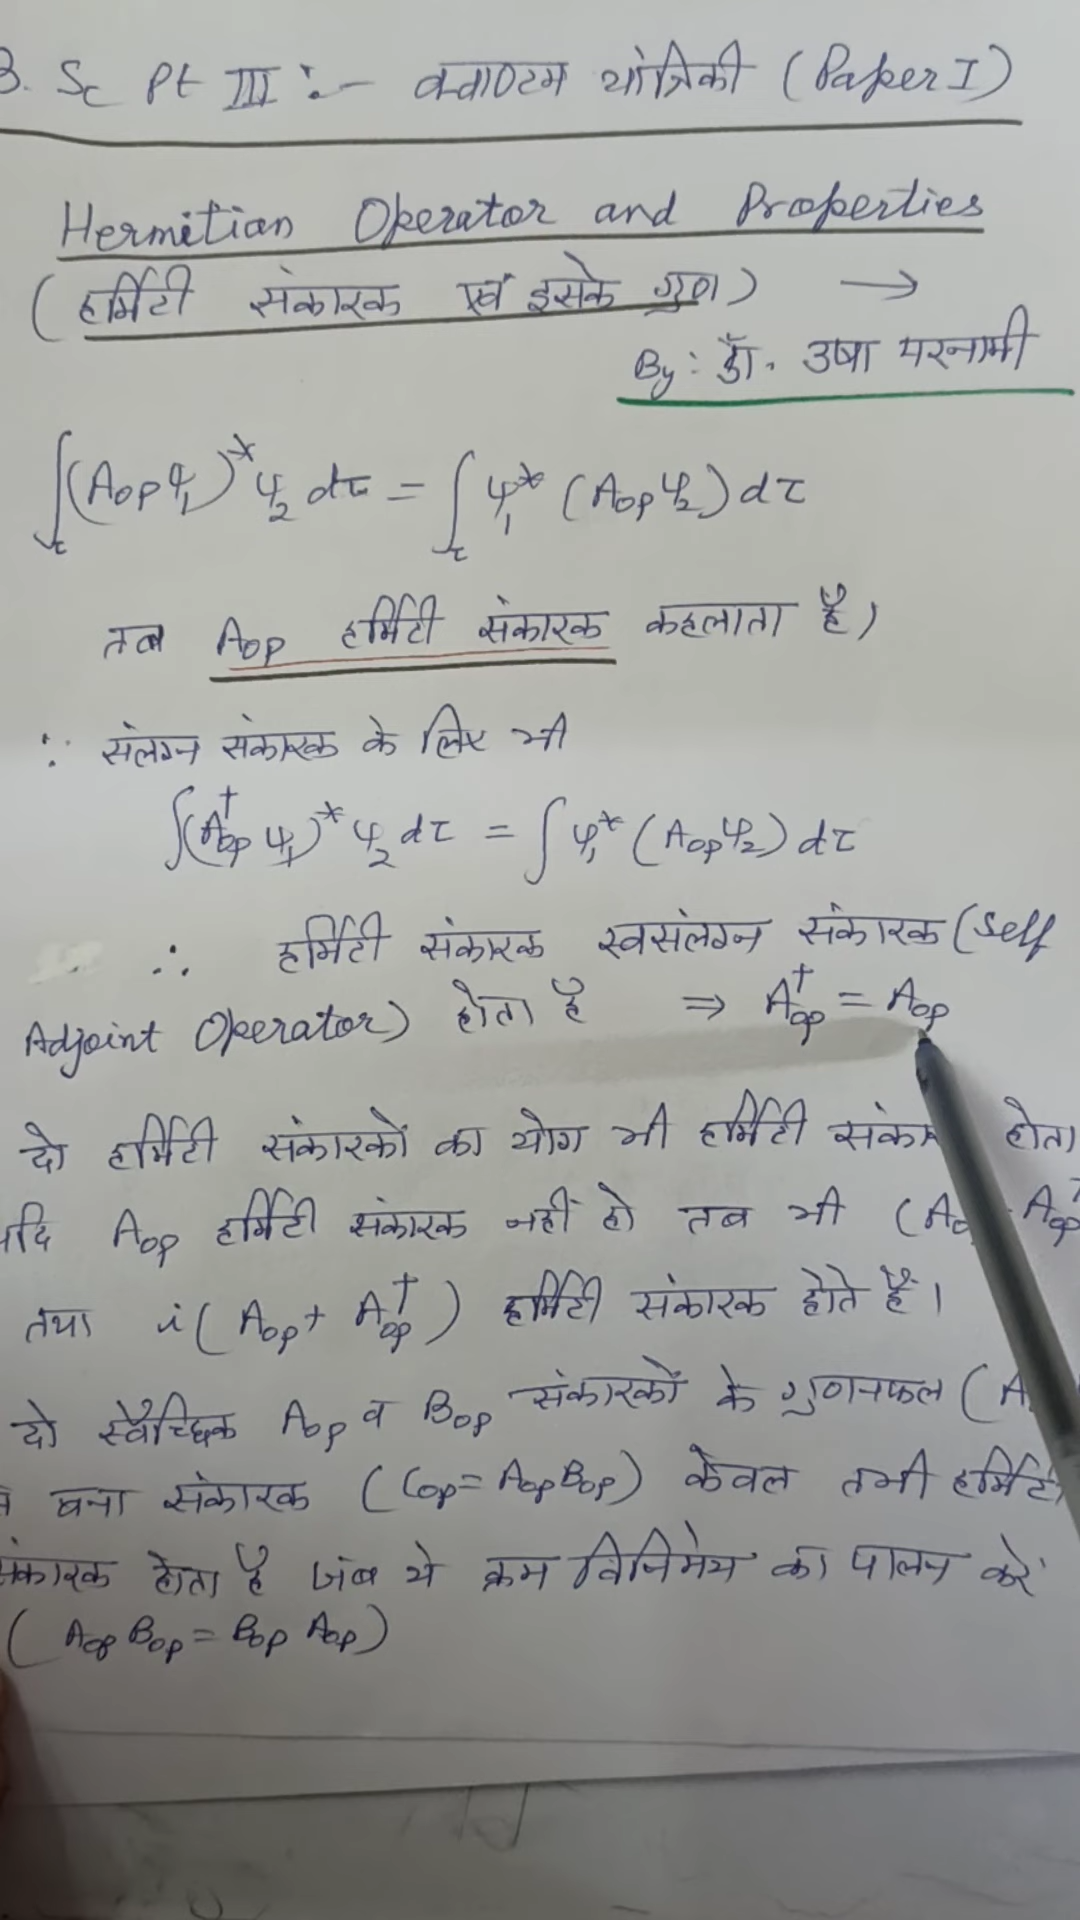 B. Sc Pt III :- क्वाण्टम यांत्रिकी (Paper I)
Hermitian Operator and Properties
(हर्मिटी संकारक एवं इसके गुण) →
By: डॉ. उषा परनामी
∫τ (Aop ψ₁)* ψ₂ dτ = ∫τ ψ₁* (Aop ψ₂) dτ
तब Aop हर्मिटी संकारक कहलाता है।
∵ संलग्न संकारक के लिए भी
∫(A†op ψ₁)* ψ₂ dτ = ∫ ψ₁* (Aop ψ₂) dτ
∴ हर्मिटी संकारक स्वसंलग्न संकारक (Self
Adjoint Operator) होता है ⇒ A†op = Aop
दो हर्मिटी संकारकों का योग भी हर्मिटी होता
यदि Aop हर्मिटी संकारक नहीं हो तब भी (Aop A†op
तथा i(Aop + A†op) हर्मिटी संकारक होते हैं।
दो स्वैच्छिक Aop व Bop संकारकों के गुणनफल (A
बना संकारक (Cop = AopBop) केवल तभी हर्मिटी
संकारक होता है जब ये क्रम विनिमेय का पालन करें
(Aop Bop = Bop Aop)